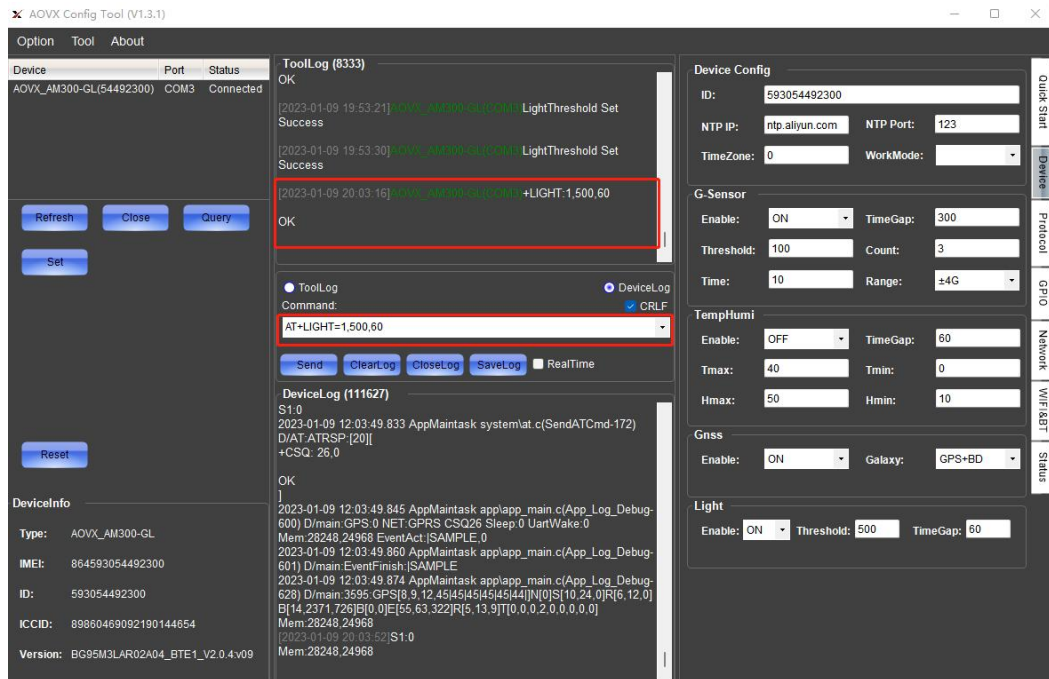 AOVX Config Tool (V1.3.1)
Option Tool About
Device Port Status
AOVX_AM300-GL(54492300) COM3 Connected
Refresh Close Query
Set
Reset
DeviceInfo
Type: AOVX_AM300-GL
IMEI: 864593054492300
ID: 593054492300
ICCID: 89860469092190144654
Version: BG95M3LAR02A04_BTE1_V2.0.4:v09
ToolLog (8333)
OK
[2023-01-09 19:53:21]AOVX_AM300-GL(COM3)LightThreshold Set
Success
[2023-01-09 19:53:30]AOVX_AM300-GL(COM3)LightThreshold Set
Success
[2023-01-09 20:03:16]AOVX_AM300-GL(COM3)+LIGHT:1,500,60
OK
ToolLog DeviceLog
Command: CRLF
AT+LIGHT=1,500,60
Send ClearLog CloseLog SaveLog RealTime
DeviceLog (111627)
S1:0
2023-01-09 12:03:49.833 AppMaintask system\at.c(SendATCmd-172)
D/AT:ATRSP:[20][
+CSQ: 26,0
OK
]
2023-01-09 12:03:49.845 AppMaintask app\app_main.c(App_Log_Debug-
600) D/main:GPS:0 NET:GPRS CSQ26 Sleep:0 UartWake:0
Mem:28248,24968 EventAct:|SAMPLE,0
2023-01-09 12:03:49.860 AppMaintask app\app_main.c(App_Log_Debug-
601) D/main:EventFinish:|SAMPLE
2023-01-09 12:03:49.874 AppMaintask app\app_main.c(App_Log_Debug-
628) D/main:3595:GPS[8,9,12,45|45|45|45|45|44|]N[0]S[10,24,0]R[6,12,0]
B[14,2371,726]B[0,0]E[55,63,322]R[5,13,9]T[0,0,0,2,0,0,0,0,0]
Mem:28248,24968
[2023-01-09 20:03:52]S1:0
Mem:28248,24968
Device Config
ID: 593054492300
NTP IP: ntp.aliyun.com NTP Port: 123
TimeZone: 0 WorkMode:
G-Sensor
Enable: ON TimeGap: 300
Threshold: 100 Count: 3
Time: 10 Range: ±4G
TempHumi
Enable: OFF TimeGap: 60
Tmax: 40 Tmin: 0
Hmax: 50 Hmin: 10
Gnss
Enable: ON Galaxy: GPS+BD
Light
Enable: ON Threshold: 500 TimeGap: 60
Quick Start
Device
Protocol
GPIO
Network
WIFI&BT
Status